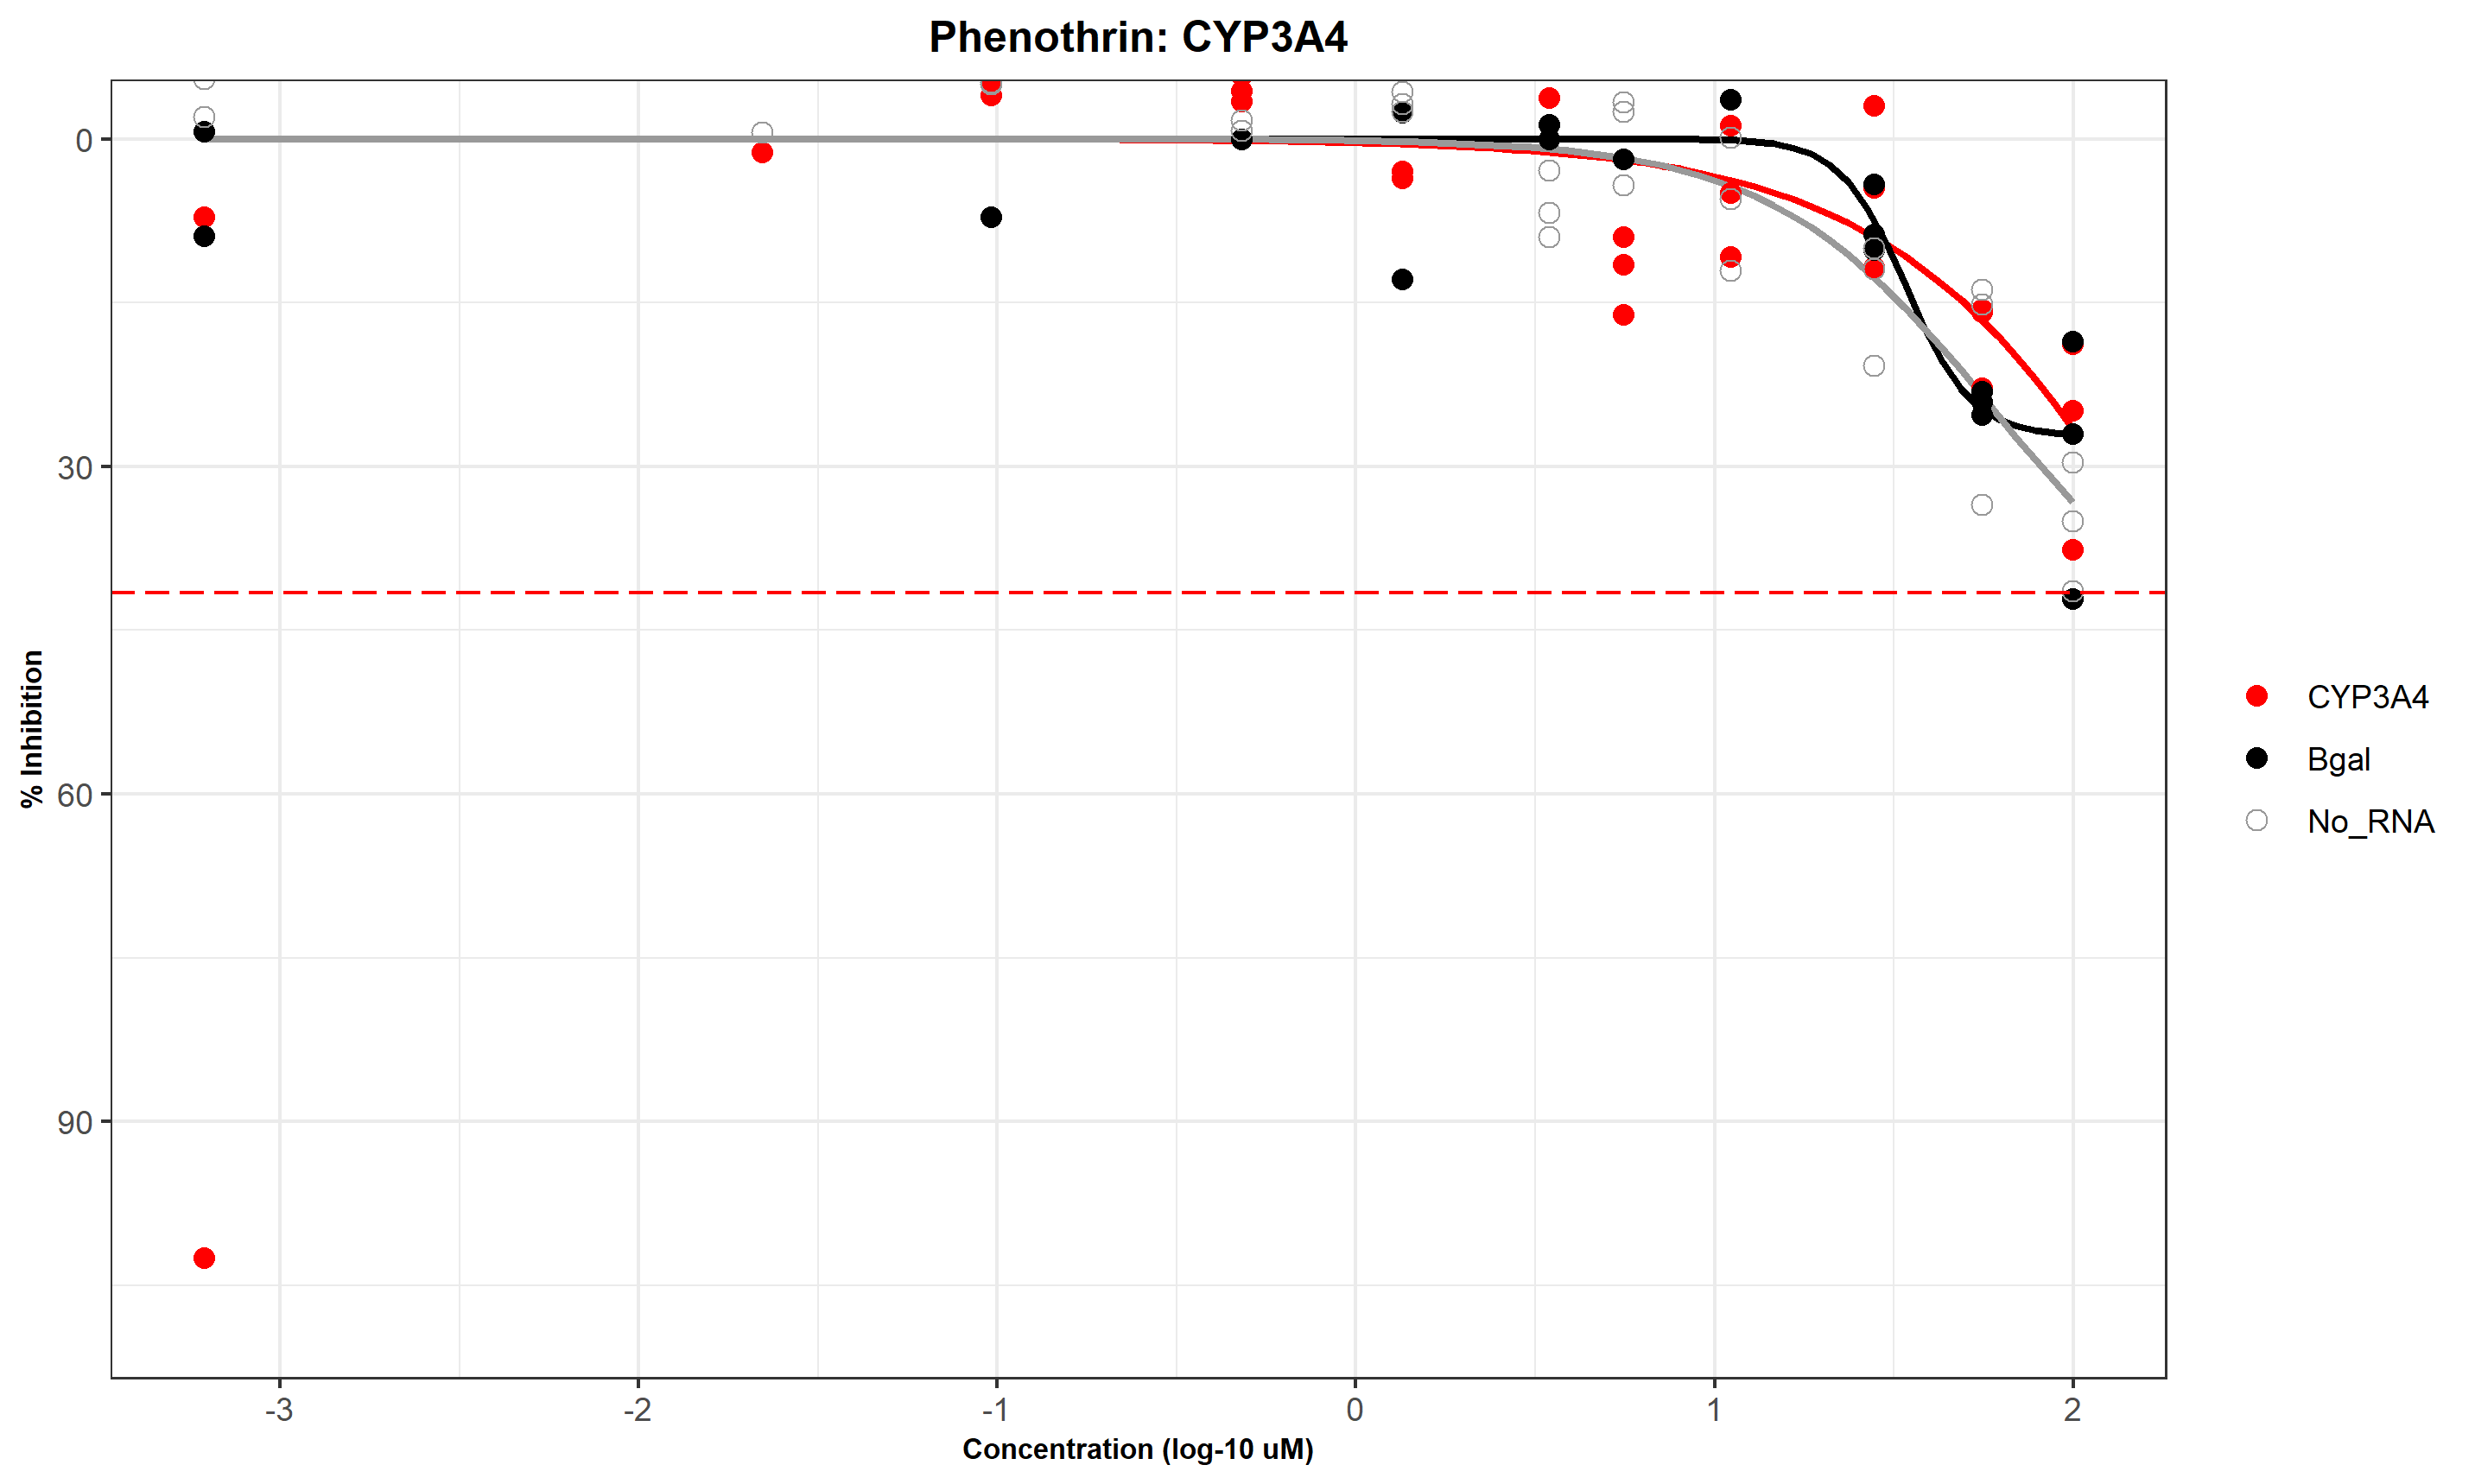 Phenothrin: CYP3A4
0
30
60
90
% Inhibition
-3
-2
-1
0
1
2
Concentration (log-10 uM)
CYP3A4
Bgal
No_RNA